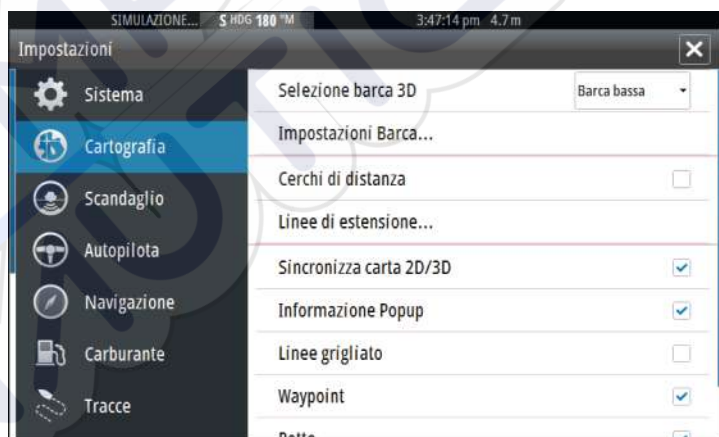 SIMULAZIONE... S HDG 180 °M 3:47:14 pm 4.7 m
Impostazioni
Sistema
Cartografia
Scandaglio
Autopilota
Navigazione
Carburante
Tracce
Selezione barca 3D Barca bassa
Impostazioni Barca...
Cerchi di distanza
Linee di estensione...
Sincronizza carta 2D/3D
Informazione Popup
Linee grigliato
Waypoint